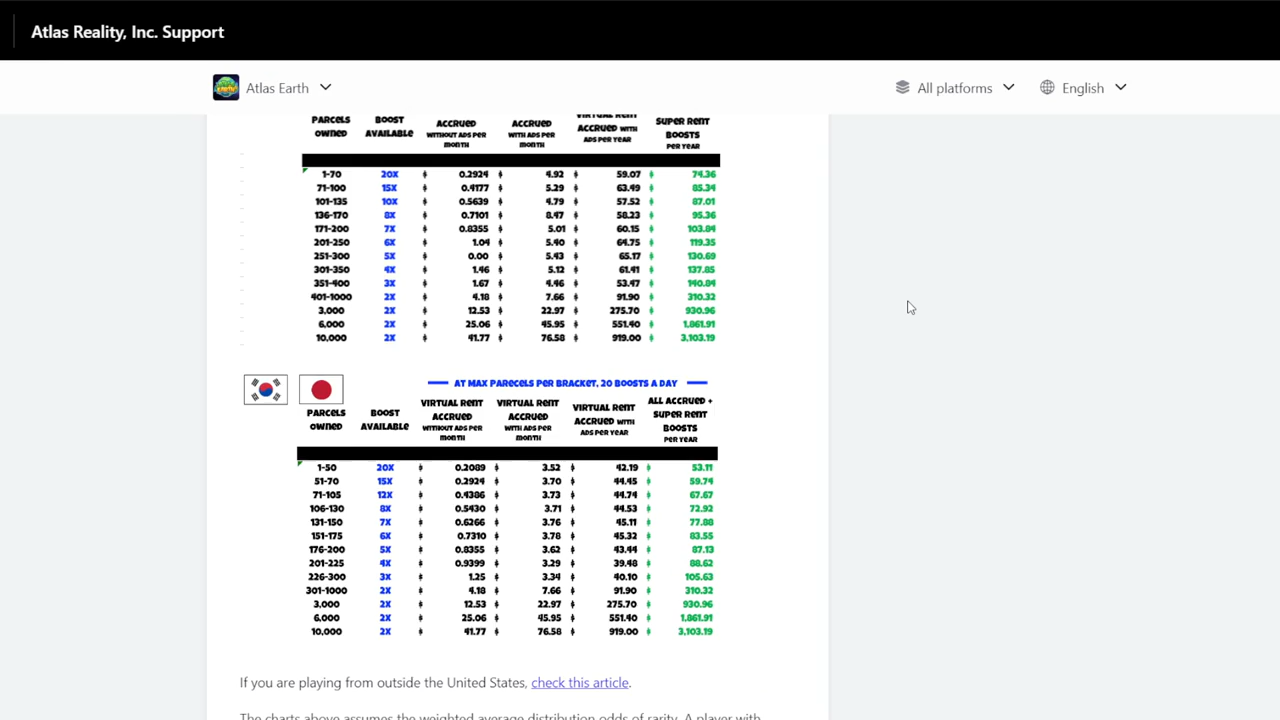 Atlas Reality, Inc. Support
Atlas Earth All platforms English
PARCELS OWNED BOOST AVAILABLE ACCRUED WITHOUT ADS PER MONTH ACCRUED WITH ADS PER MONTH VIRTUAL RENT ACCRUED WITH ADS PER YEAR SUPER RENT BOOSTS PER YEAR
1-70 20X $ 0.2924 $ 4.92 $ 59.07 $ 74.36
71-100 15X $ 0.4177 $ 5.29 $ 63.49 $ 85.34
101-135 10X $ 0.5639 $ 4.79 $ 57.52 $ 87.01
136-170 8X $ 0.7101 $ 8.47 $ 58.23 $ 95.36
171-200 7X $ 0.8355 $ 5.01 $ 60.15 $ 103.84
201-250 6X $ 1.04 $ 5.40 $ 64.75 $ 119.35
251-300 5X $ 0.00 $ 5.43 $ 65.17 $ 130.69
301-350 4X $ 1.46 $ 5.12 $ 61.41 $ 137.85
351-400 3X $ 1.67 $ 4.46 $ 53.47 $ 140.84
401-1000 2X $ 4.18 $ 7.66 $ 91.90 $ 310.32
3,000 2X $ 12.53 $ 22.97 $ 275.70 $ 930.96
6,000 2X $ 25.06 $ 45.95 $ 551.40 $ 1,861.91
10,000 2X $ 41.77 $ 76.58 $ 919.00 $ 3,103.19
AT MAX PARECELS PER BRACKET, 20 BOOSTS A DAY
PARCELS OWNED BOOST AVAILABLE VIRTUAL RENT ACCRUED WITHOUT ADS PER MONTH VIRTUAL RENT ACCRUED WITH ADS PER MONTH VIRTUAL RENT ACCRUED WITH ADS PER YEAR ALL ACCRUED + SUPER RENT BOOSTS PER YEAR
1-50 20X $ 0.2089 $ 3.52 $ 42.19 $ 53.11
51-70 15X $ 0.2924 $ 3.70 $ 44.45 $ 59.74
71-105 12X $ 0.4386 $ 3.73 $ 44.74 $ 67.67
106-130 8X $ 0.5430 $ 3.71 $ 44.53 $ 72.92
131-150 7X $ 0.6266 $ 3.76 $ 45.11 $ 77.88
151-175 6X $ 0.7310 $ 3.78 $ 45.32 $ 83.55
176-200 5X $ 0.8355 $ 3.62 $ 43.44 $ 87.13
201-225 4X $ 0.9399 $ 3.29 $ 39.48 $ 88.62
226-300 3X $ 1.25 $ 3.34 $ 40.10 $ 105.63
301-1000 2X $ 4.18 $ 7.66 $ 91.90 $ 310.32
3,000 2X $ 12.53 $ 22.97 $ 275.70 $ 930.96
6,000 2X $ 25.06 $ 45.95 $ 551.40 $ 1,861.91
10,000 2X $ 41.77 $ 76.58 $ 919.00 $ 3,103.19
If you are playing from outside the United States, check this article.
The charts above assumes the weighted average distribution odds of rarity. A player with